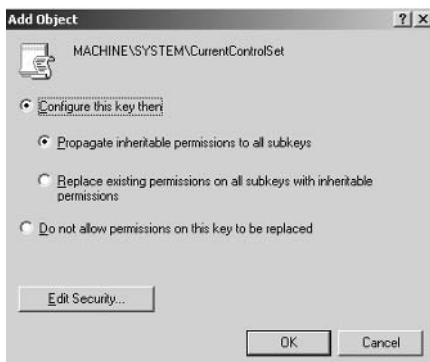 Add Object
MACHINE\SYSTEM\CurrentControlSet
Configure this key then
Propagate inheritable permissions to all subkeys
Replace existing permissions on all subkeys with inheritable
permissions
Do not allow permissions on this key to be replaced
Edit Security...
OK Cancel